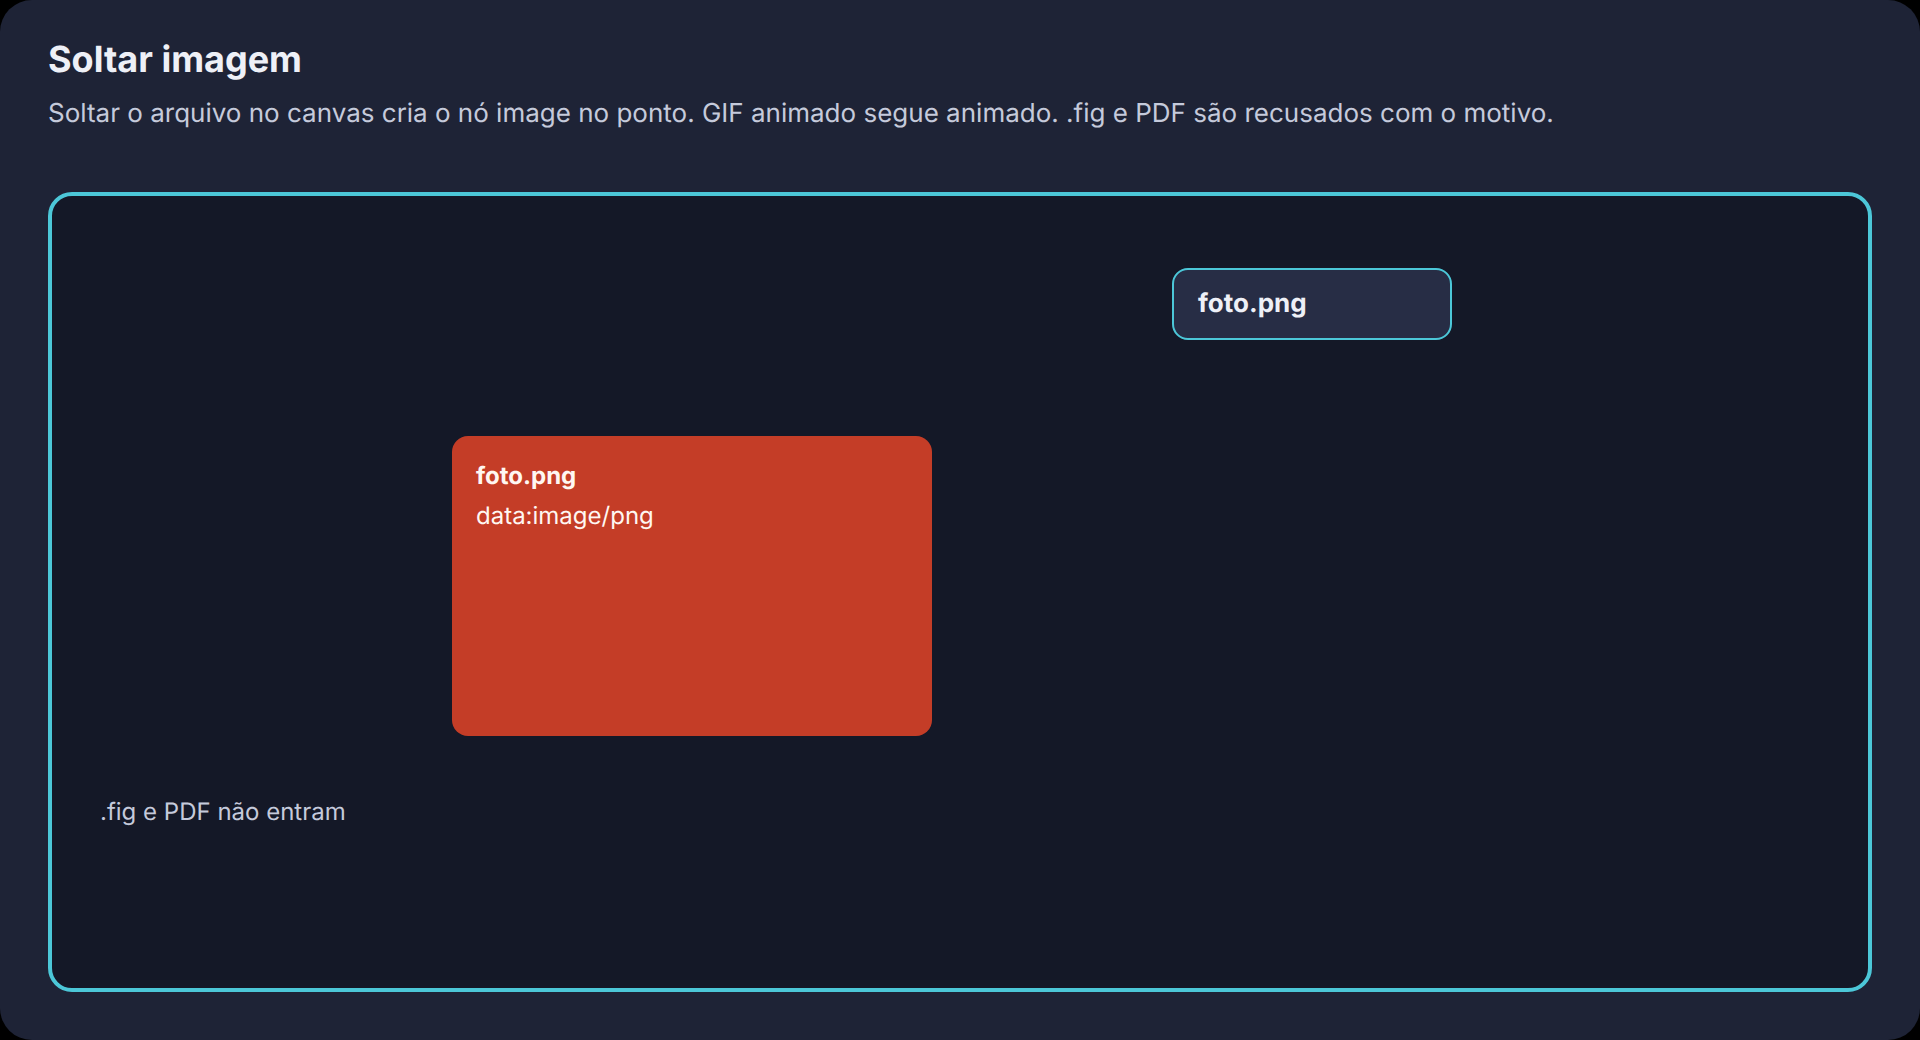 Soltar imagem
Soltar o arquivo no canvas cria o nó image no ponto. GIF animado segue animado. .fig e PDF são recusados com o motivo.
foto.png
foto.png
data:image/png
.fig e PDF não entram